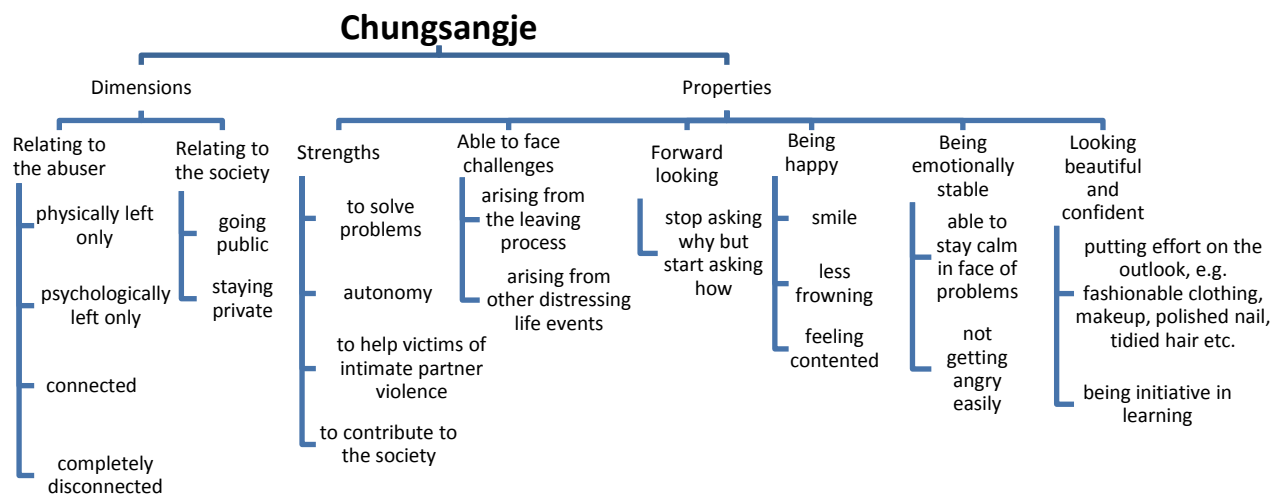 Chungsangje
Dimensions
Properties
Relating to
the abuser
physically left
only
psychologically
left only
connected
completely
disconnected
Relating to
the society
going
public
staying
private
Strengths
to solve
problems
autonomy
to help victims of
intimate partner
violence
to contribute to
the society
Able to face
challenges
arising from
the leaving
process
arising from
other distressing
life events
Forward
looking
stop asking
why but
start asking
how
Being
happy
smile
less
frowning
feeling
contented
Being
emotionally
stable
able to
stay calm
in face of
problems
not
getting
angry
easily
Looking
beautiful
and
confident
putting effort on the
outlook, e.g.
fashionable clothing,
makeup, polished nail,
tidied hair etc.
being initiative in
learning